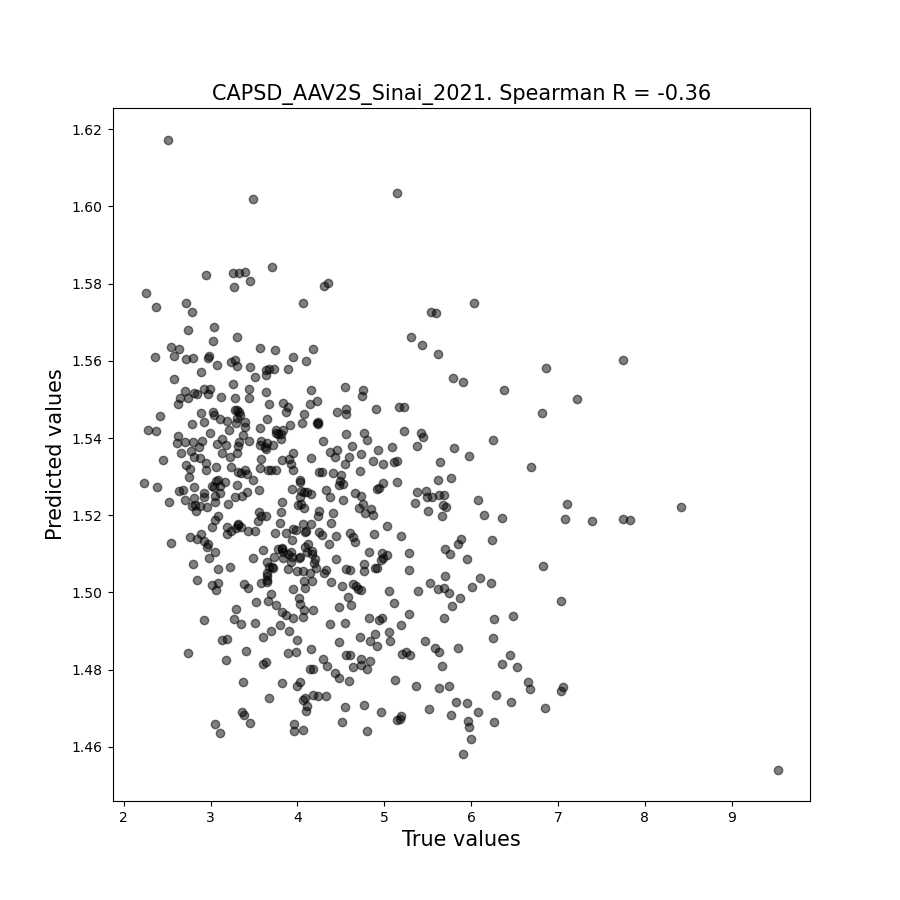 CAPSD_AAV2S_Sinai_2021. Spearman R = -0.36
1.62
1.60
1.58
1.56
1.54
1.52
1.50
1.48
1.46
Predicted values
2 3 4 5 6 7 8 9
True values